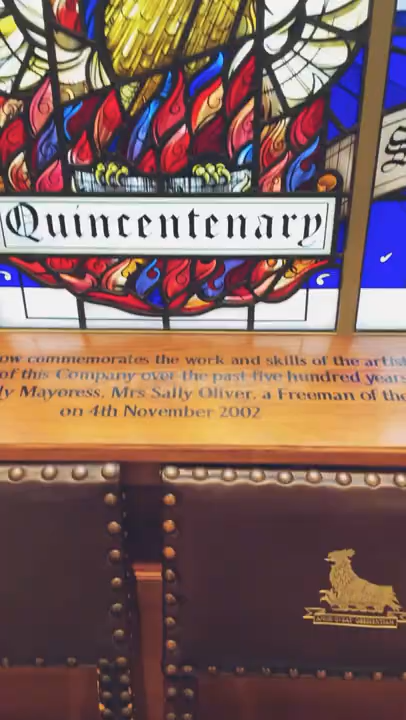 Quincentenary
S
ow commemorates the work and skills of the artist
of this Company over the past five hundred years
ly Mayoress, Mrs Sally Oliver, a Freeman of the
on 4th November 2002